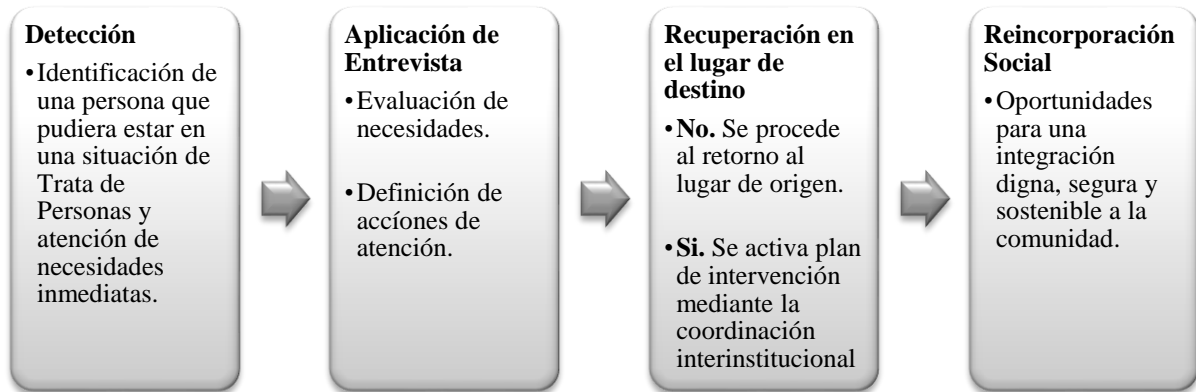 Detección
•Identificación de
una persona que
pudiera estar en
una situación de
Trata de
Personas y
atención de
necesidades
inmediatas.
Aplicación de
Entrevista
•Evaluación de
necesidades.
•Definición de
accíones de
atención.
Recuperación en
el lugar de
destino
•No. Se procede
al retorno al
lugar de origen.
•Si. Se activa plan
de intervención
mediante la
coordinación
interinstitucional
Reincorporación
Social
•Oportunidades
para una
integración
digna, segura y
sostenible a la
comunidad.